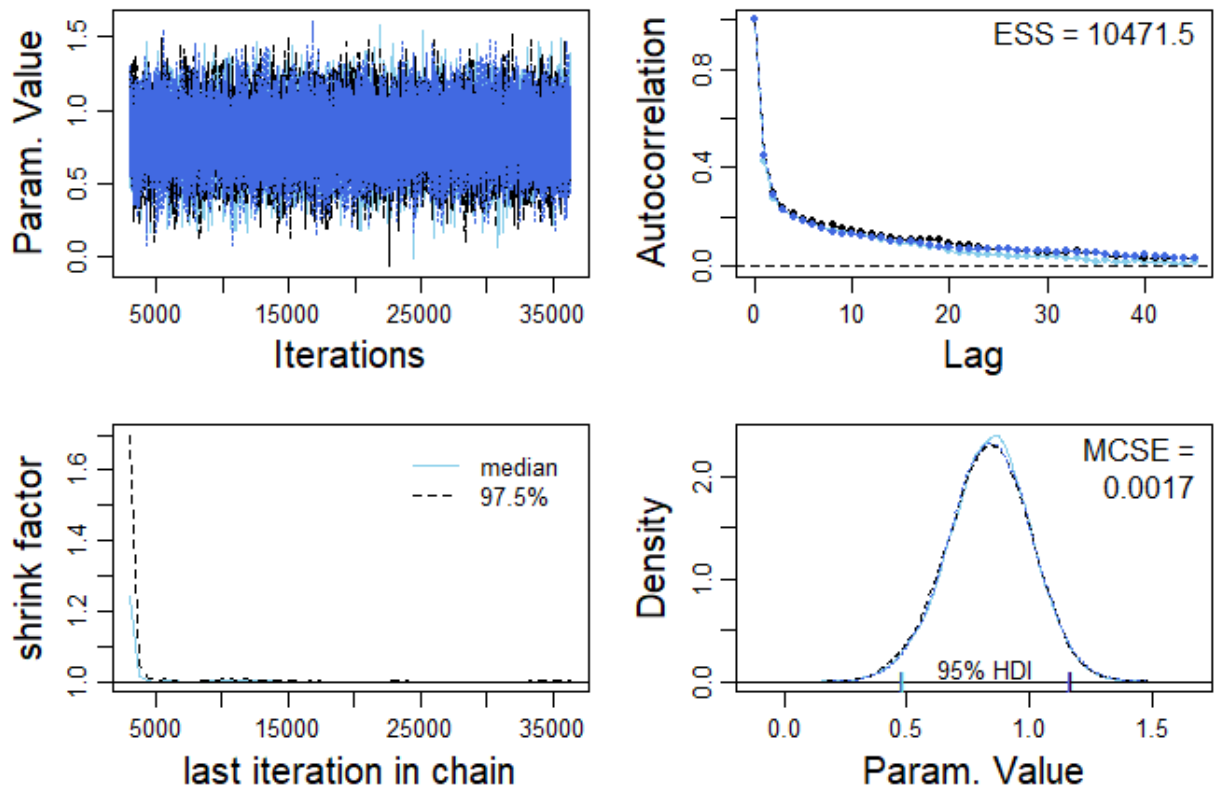 Param. Value
1.5
1.0
0.5
0.0
5000 15000 25000 35000
Iterations
Autocorrelation
0.8
0.4
0.0
ESS = 10471.5
0 10 20 30 40
Lag
shrink factor
1.6
1.4
1.2
1.0
median
97.5%
5000 15000 25000 35000
last iteration in chain
Density
2.0
1.0
0.0
MCSE =
0.0017
95% HDI
0.0 0.5 1.0 1.5
Param. Value